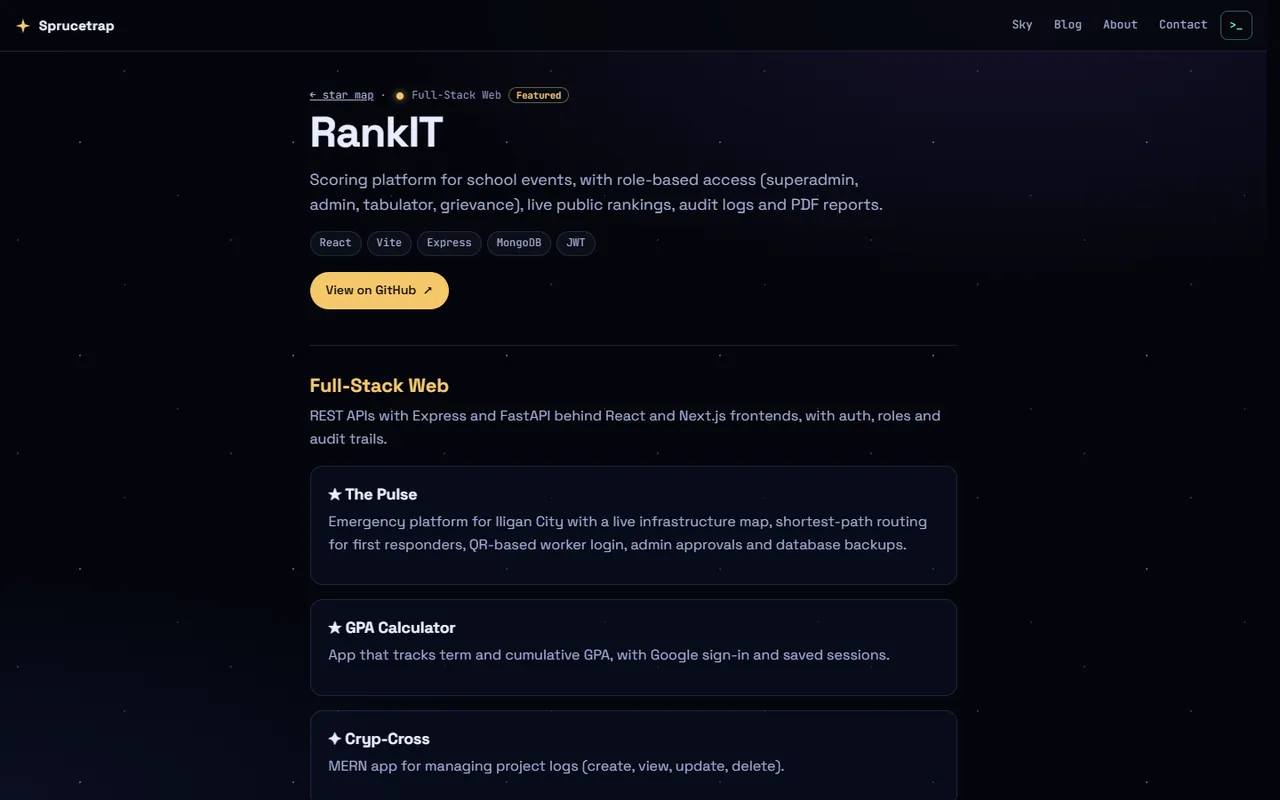 Sprucetrap
Sky Blog About Contact >_
← star map · Full-Stack Web Featured
RankIT
Scoring platform for school events, with role-based access (superadmin,
admin, tabulator, grievance), live public rankings, audit logs and PDF reports.
React Vite Express MongoDB JWT
View on GitHub ↗
Full-Stack Web
REST APIs with Express and FastAPI behind React and Next.js frontends, with auth, roles and
audit trails.
★ The Pulse
Emergency platform for Iligan City with a live infrastructure map, shortest-path routing
for first responders, QR-based worker login, admin approvals and database backups.
★ GPA Calculator
App that tracks term and cumulative GPA, with Google sign-in and saved sessions.
✦ Cryp-Cross
MERN app for managing project logs (create, view, update, delete).